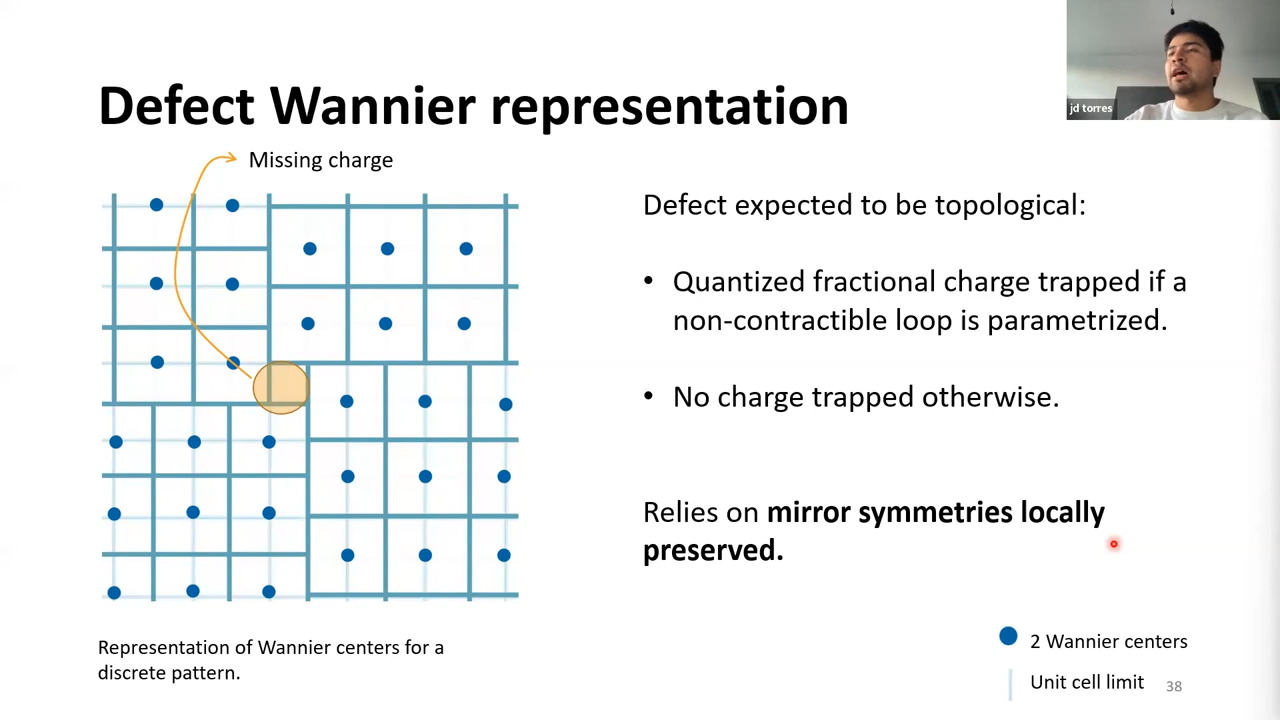 jd torres
Defect Wannier representation
Missing charge
Defect expected to be topological:
• Quantized fractional charge trapped if a
non-contractible loop is parametrized.
• No charge trapped otherwise.
Relies on mirror symmetries locally
preserved.
Representation of Wannier centers for a
discrete pattern.
2 Wannier centers
Unit cell limit
38